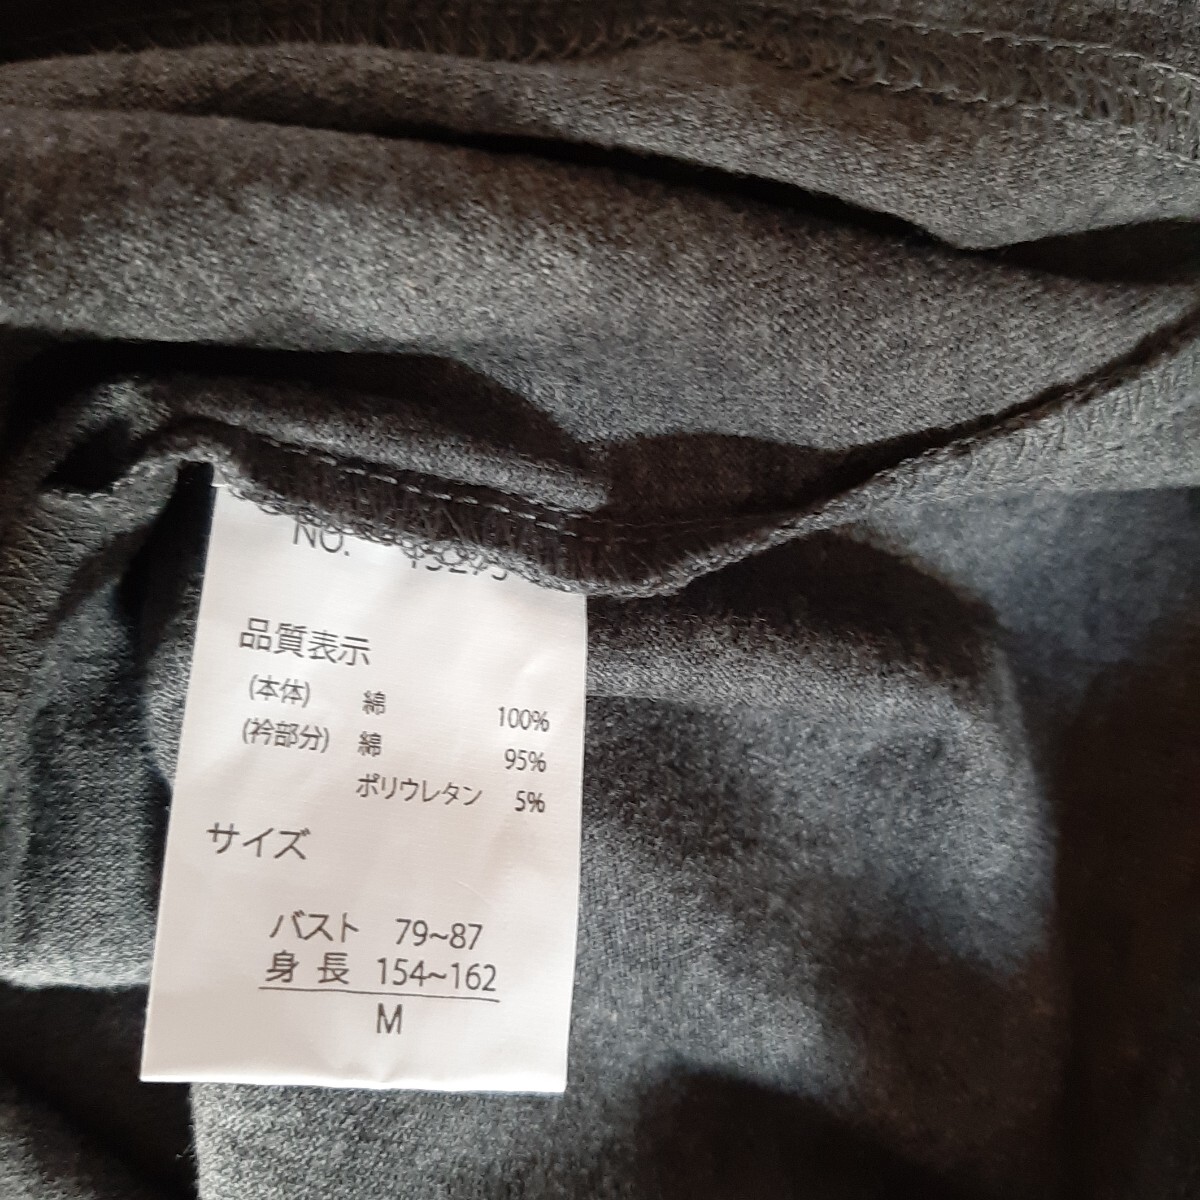 NO.
品質表示
(本体) 綿 100%
(衿部分) 綿 95%
ポリウレタン 5%
サイズ
バスト 79~87
身長 154~162
M